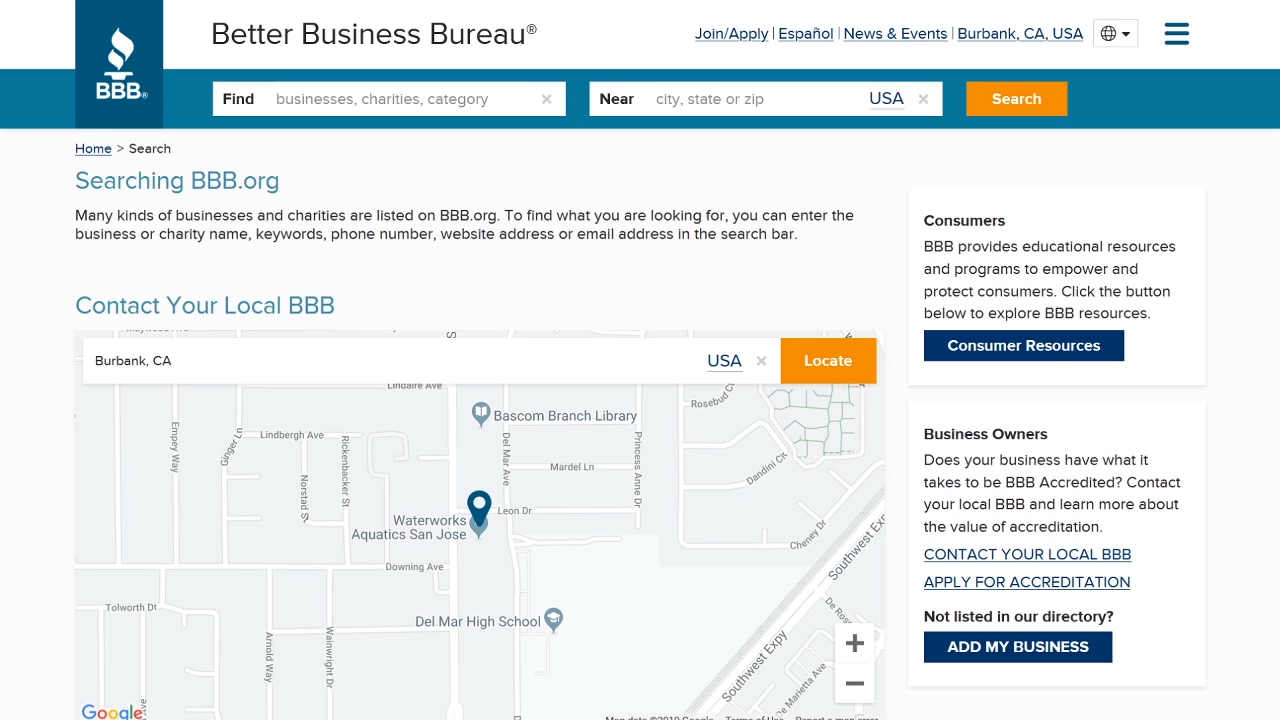 Better Business Bureau®
Join/Apply | Español | News & Events | Burbank, CA, USA
BBB®
Find businesses, charities, category ×
Near city, state or zip USA ×
Search
Home > Search
Searching BBB.org
Many kinds of businesses and charities are listed on BBB.org. To find what you are looking for, you can enter the
business or charity name, keywords, phone number, website address or email address in the search bar.
Contact Your Local BBB
Burbank, CA USA × Locate
Lindaire Ave
Bascom Branch Library
Rosebud Ct
Lindbergh Ave
Ginger Ln
Empey Way
Rickenbacker St
Norstad St
Del Mar Ave
Princess Anne Dr
Mardel Ln
Dandini Cir
Leon Dr
Waterworks
Aquatics San Jose
Cheney Dr
Southwest Exp
Downing Ave
Tolworth Dr
Del Mar High School
Arnold Way
Wainwright Dr
Southwest Expy
De Marietta Ave
Google
Consumers
BBB provides educational resources
and programs to empower and
protect consumers. Click the button
below to explore BBB resources.
Consumer Resources
Business Owners
Does your business have what it
takes to be BBB Accredited? Contact
your local BBB and learn more about
the value of accreditation.
CONTACT YOUR LOCAL BBB
APPLY FOR ACCREDITATION
Not listed in our directory?
ADD MY BUSINESS